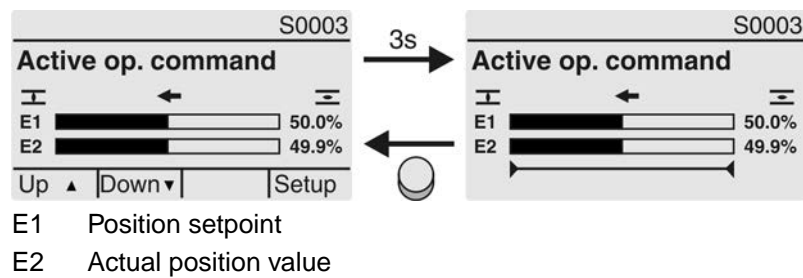 S0003
Active op. command
E1 50.0%
E2 49.9%
Up ▲ Down ▼ Setup
3s
S0003
Active op. command
E1 50.0%
E2 49.9%
E1 Position setpoint
E2 Actual position value